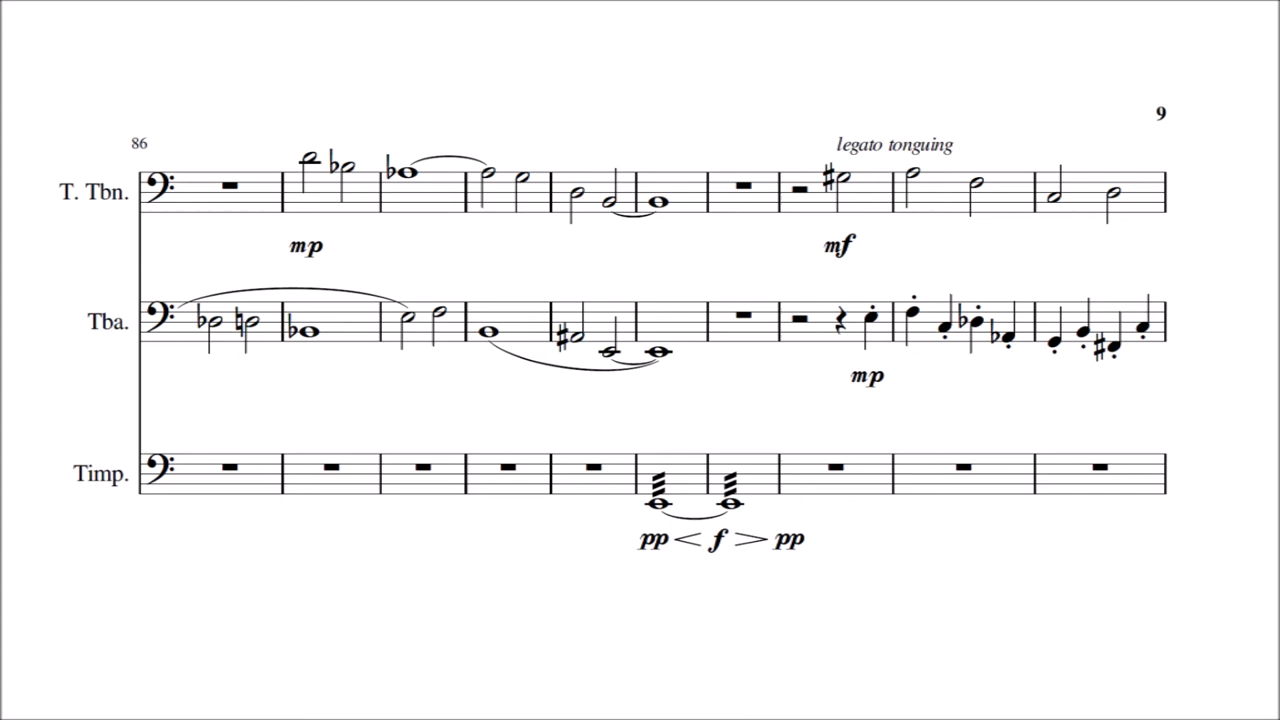 9
86
legato tonguing
T. Tbn.
mp mf
Tba.
mp
Timp.
pp f pp